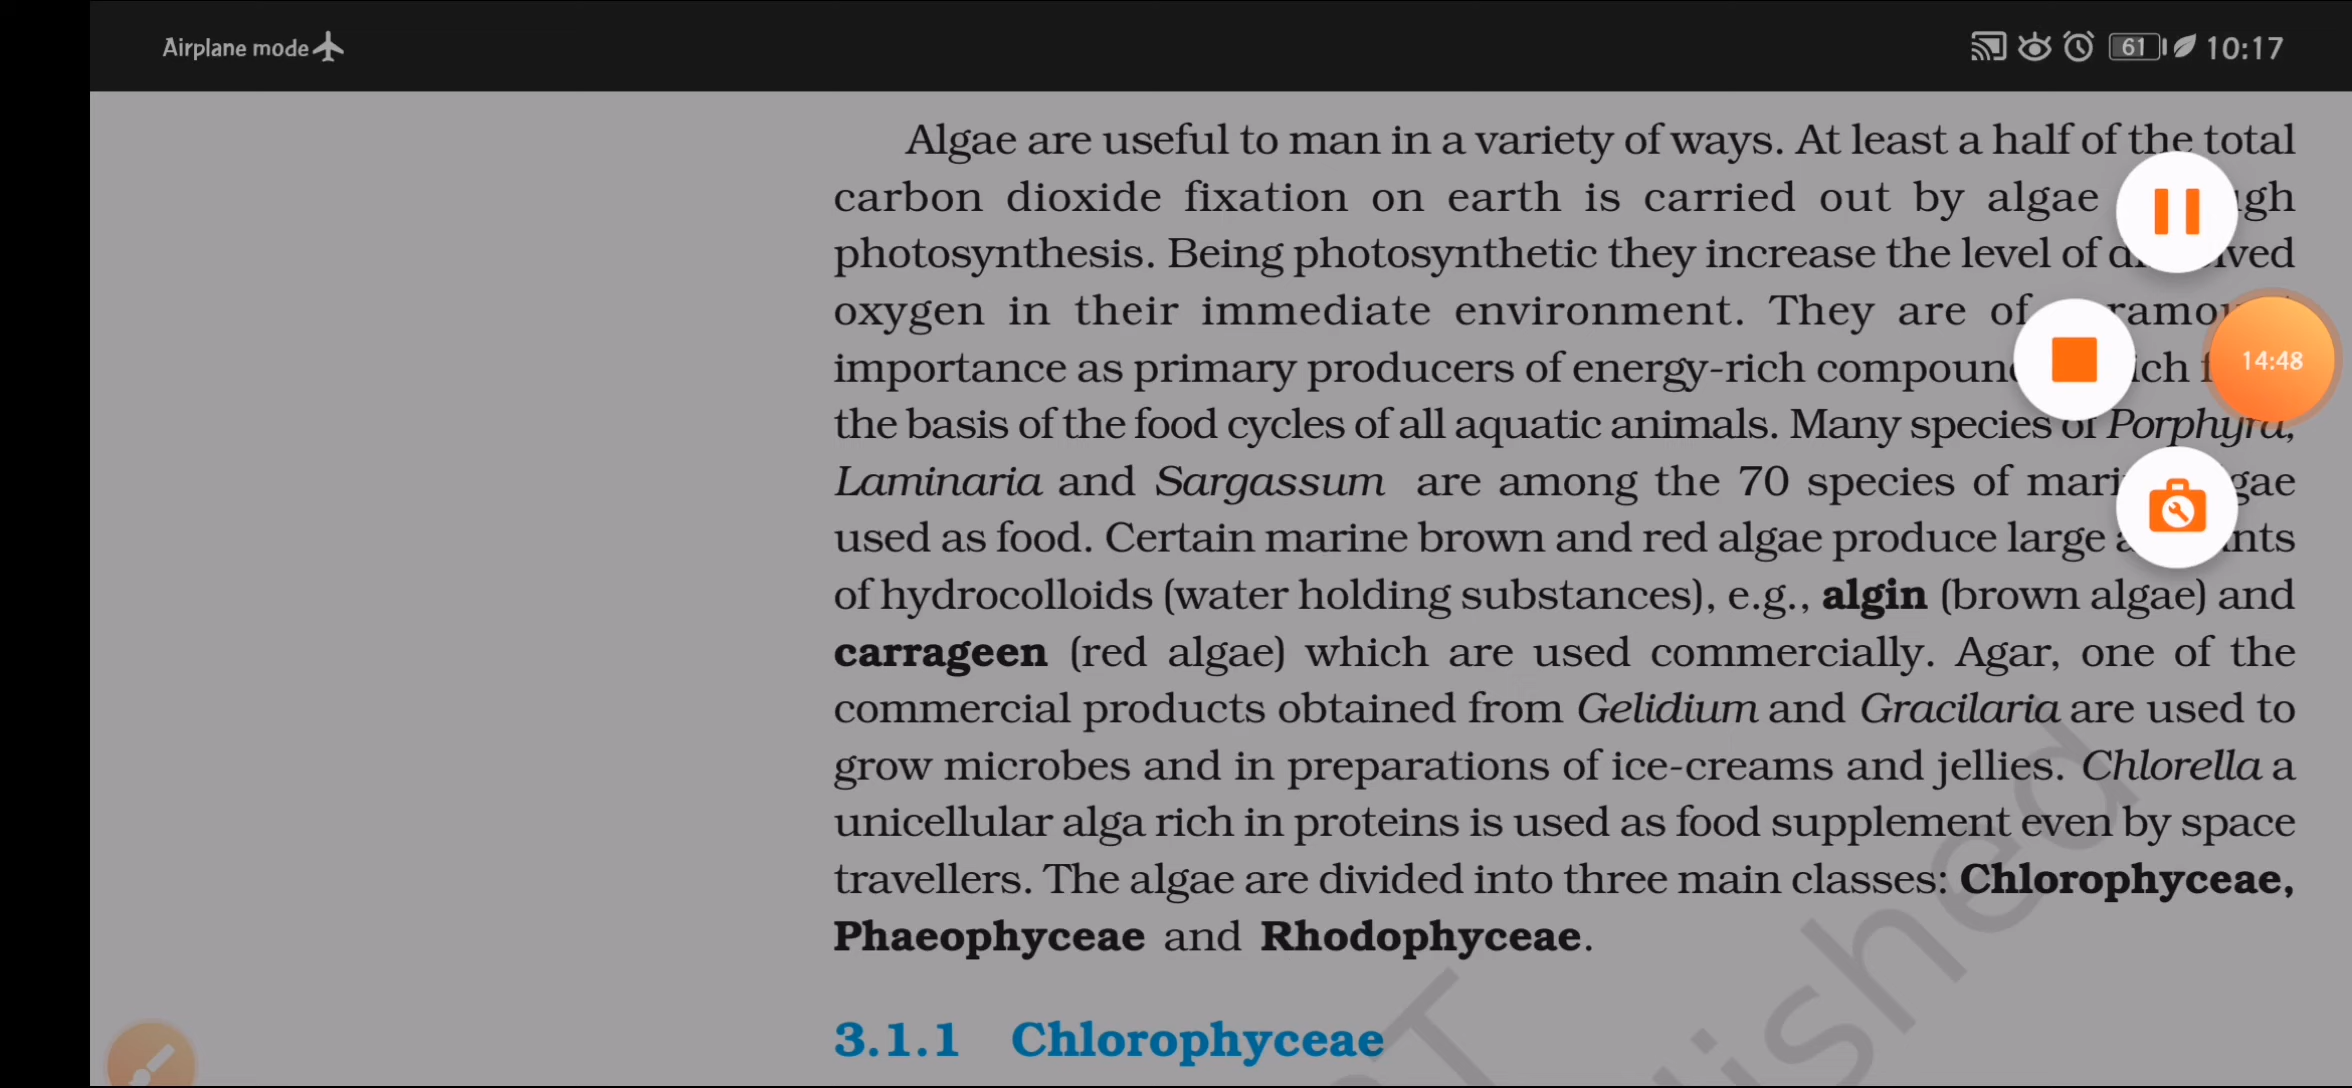 Airplane mode 61 10:17
Algae are useful to man in a variety of ways. At least a half of the total
carbon dioxide fixation on earth is carried out by algae
photosynthesis. Being photosynthetic they increase the level of
oxygen in their immediate environment. They are of
14:48
importance as primary producers of energy-rich
the basis of the food cycles of all aquatic animals. Many species of Porphyra,
Laminaria and Sargassum are among the 70 species of
used as food. Certain marine brown and red algae produce large
of hydrocolloids (water holding substances), e.g., algin (brown algae) and
carrageen (red algae) which are used commercially. Agar, one of the
commercial products obtained from Gelidium and Gracilaria are used to
grow microbes and in preparations of ice-creams and jellies. Chlorella a
unicellular alga rich in proteins is used as food supplement even by space
travellers. The algae are divided into three main classes: Chlorophyceae,
Phaeophyceae and Rhodophyceae.
3.1.1 Chlorophyceae